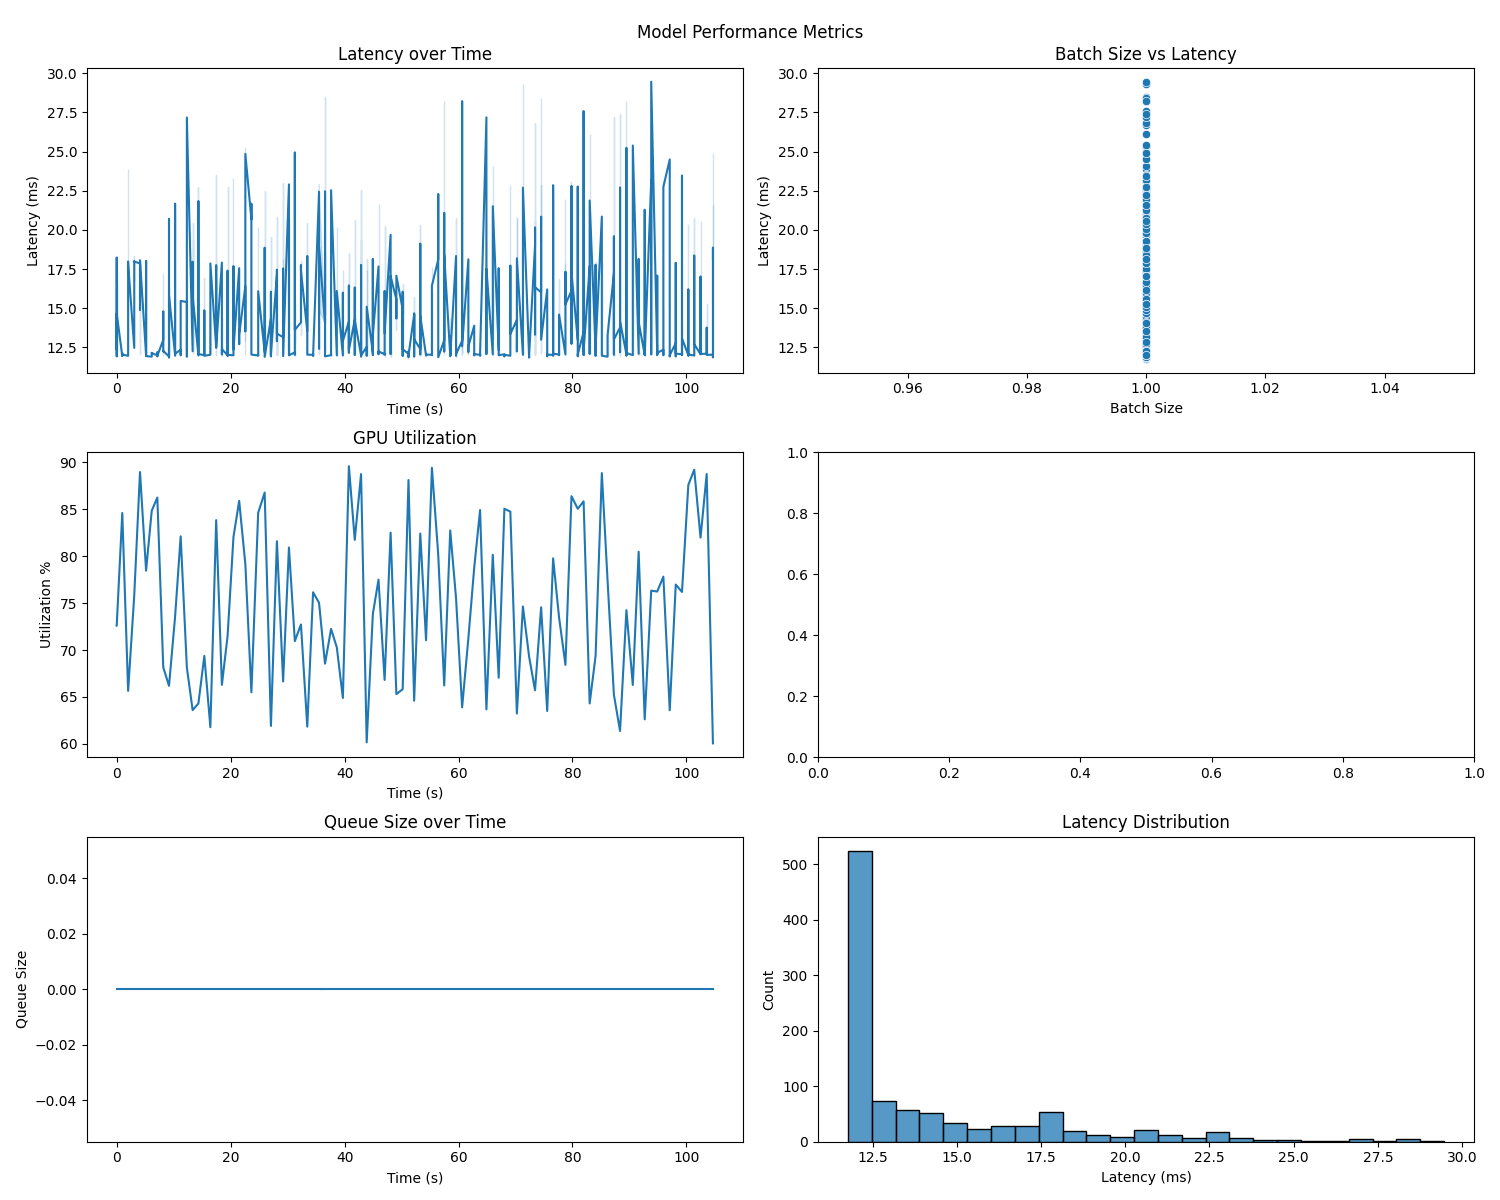 Model Performance Metrics
Latency over Time
Batch Size vs Latency
30.0
27.5
25.0
22.5
20.0
17.5
15.0
12.5
Latency (ms)
0 20 40 60 80 100
Time (s)
30.0
27.5
25.0
22.5
20.0
17.5
15.0
12.5
Latency (ms)
0.96 0.98 1.00 1.02 1.04
Batch Size
GPU Utilization
90
85
80
75
70
65
60
Utilization %
0 20 40 60 80 100
Time (s)
1.0
0.8
0.6
0.4
0.2
0.0
0.0 0.2 0.4 0.6 0.8 1.0
Queue Size over Time
0.04
0.02
0.00
−0.02
−0.04
Queue Size
0 20 40 60 80 100
Time (s)
Latency Distribution
500
400
300
200
100
0
Count
12.5 15.0 17.5 20.0 22.5 25.0 27.5 30.0
Latency (ms)